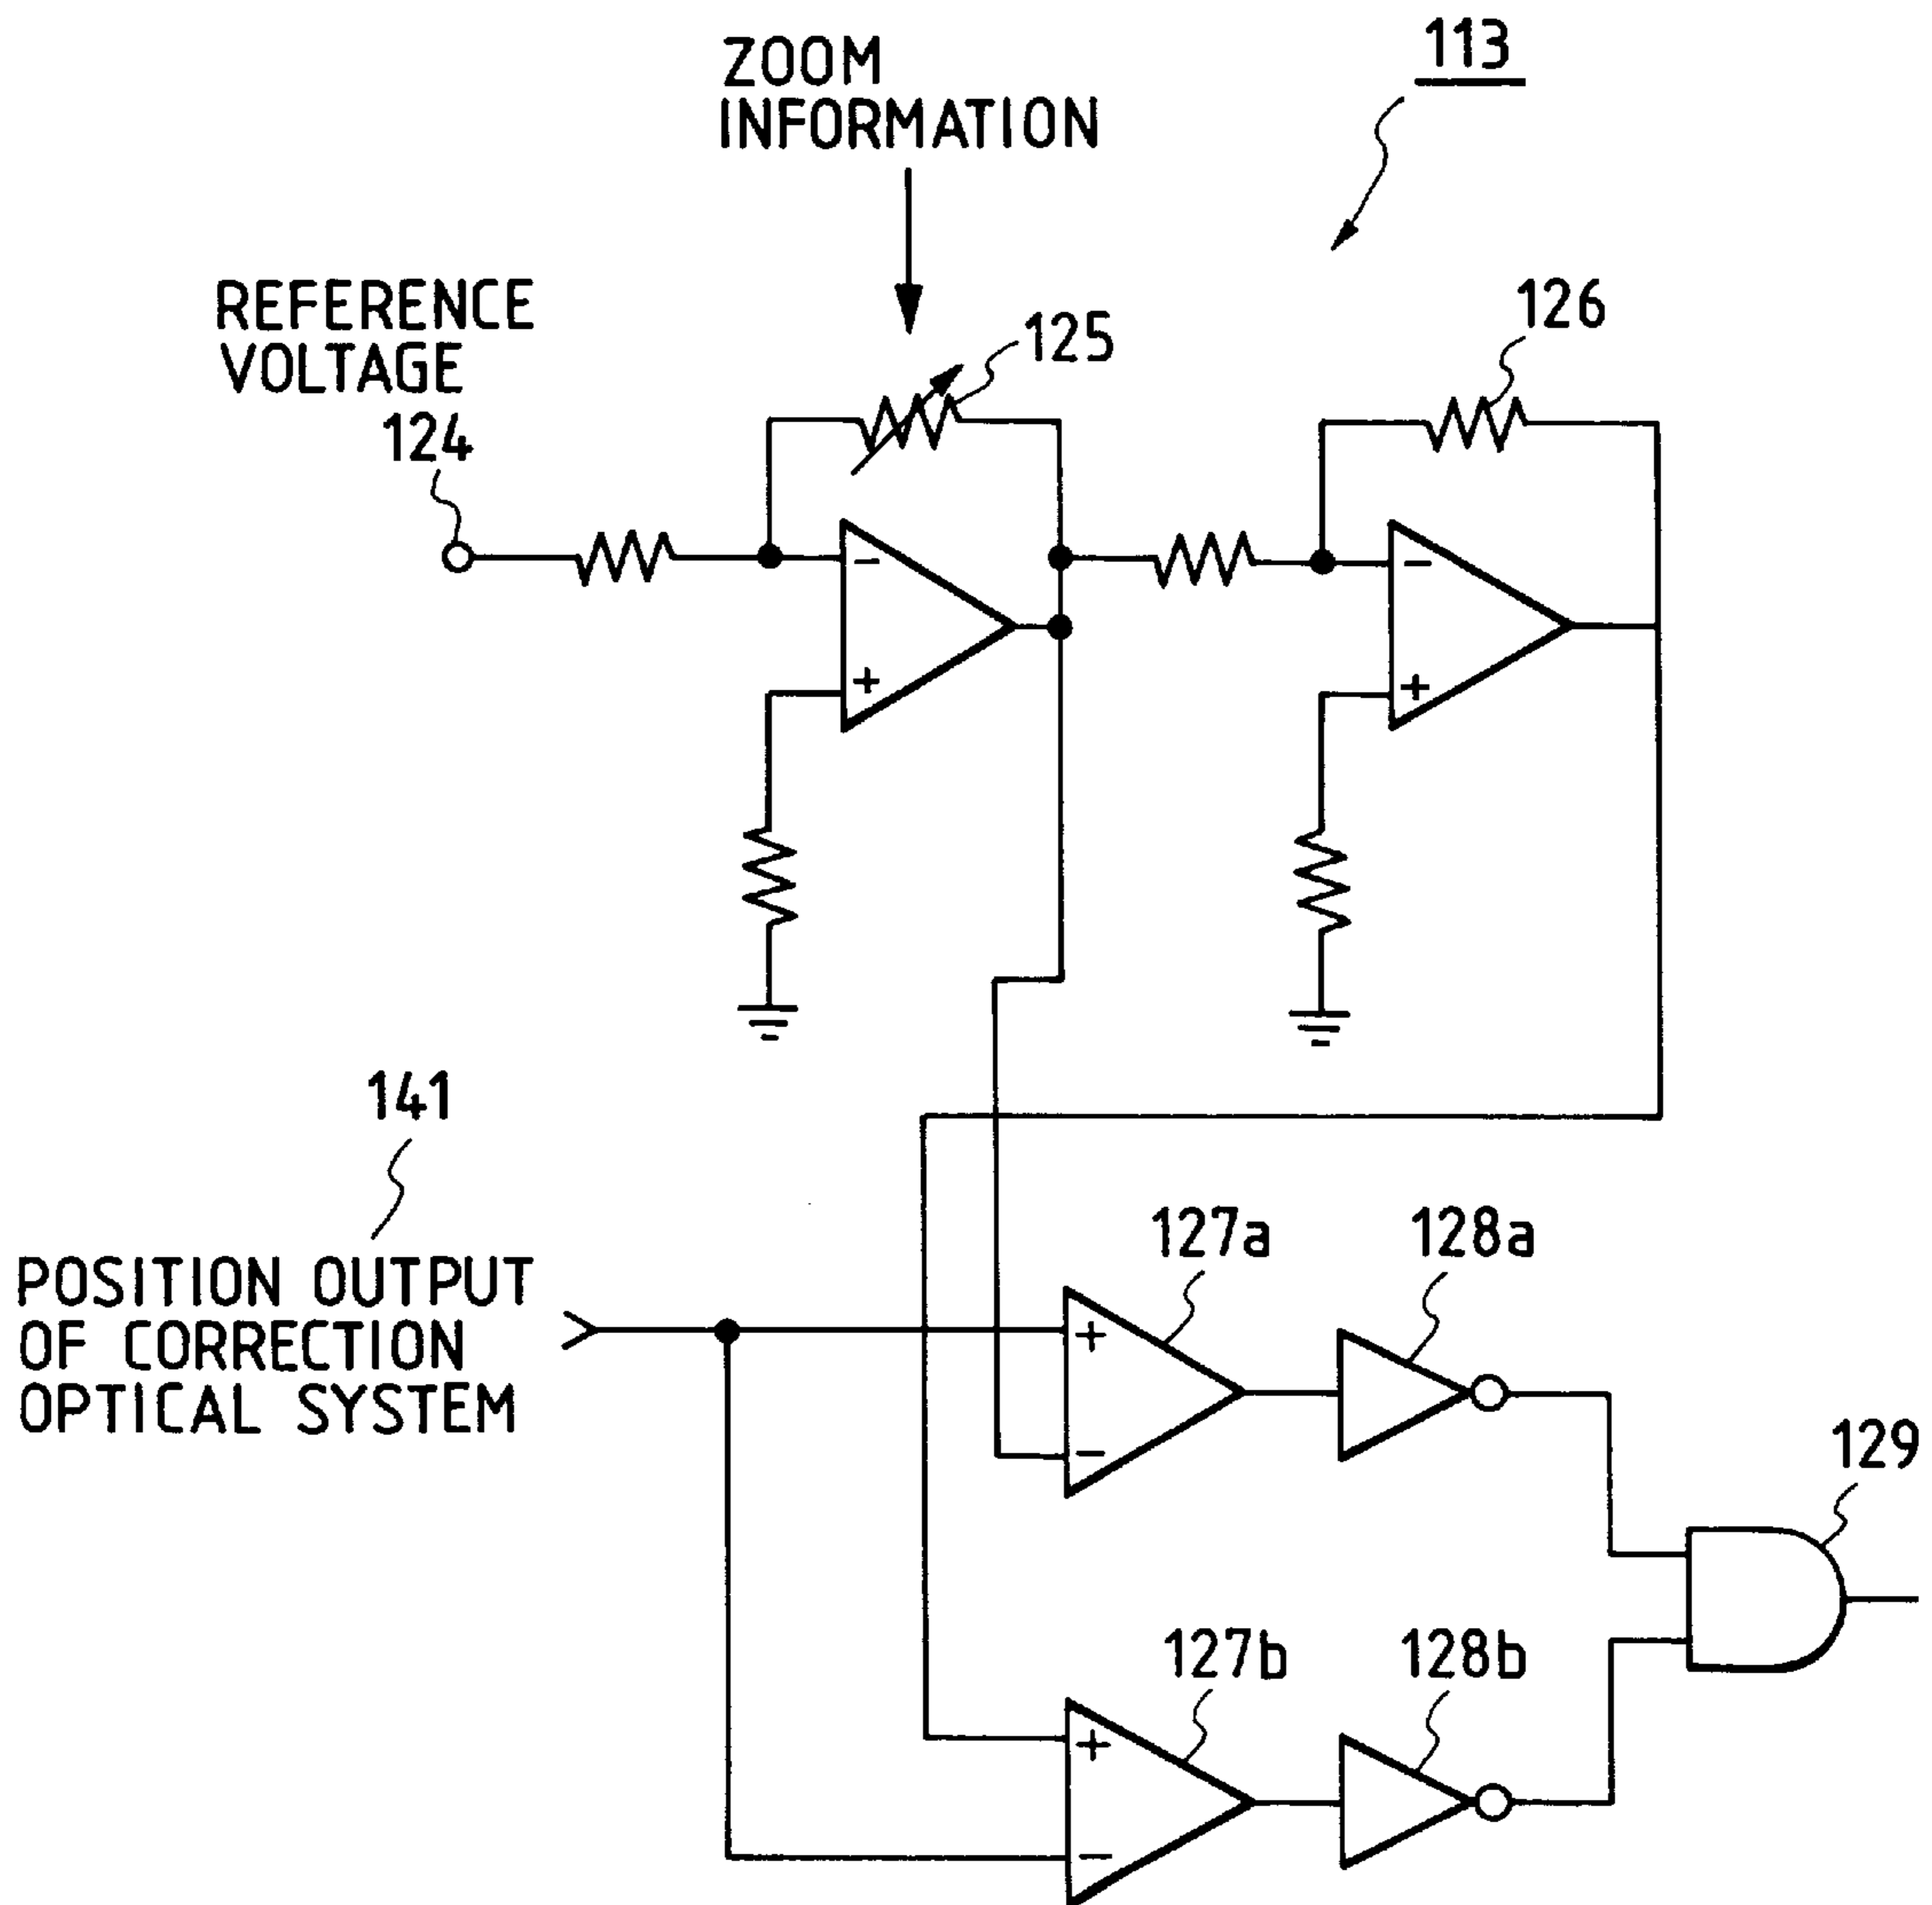 113
ZOOM
INFORMATION
REFERENCE
VOLTAGE
124
125
126
-
+
-
+
141
POSITION OUTPUT
OF CORRECTION
OPTICAL SYSTEM
127a
128a
+
-
129
127b
128b
+
-